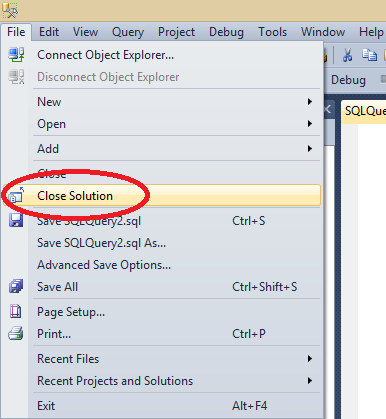 File Edit View Query Project Debug Tools Window Help
Connect Object Explorer...
Disconnect Object Explorer
Debug
New
SQLQue
Open
Add
Close
Close Solution
Save SQLQuery2.sql Ctrl+S
Save SQLQuery2.sql As...
Advanced Save Options...
Save All Ctrl+Shift+S
Page Setup...
Print... Ctrl+P
Recent Files
Recent Projects and Solutions
Exit Alt+F4